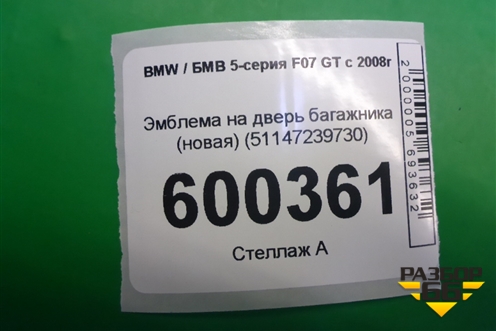 BMW / БМВ 5-серия F07 GT с 2008г
Эмблема на дверь багажника
(новая) (51147239730)
600361
Стеллаж А
2000005693632
РАЗБОР